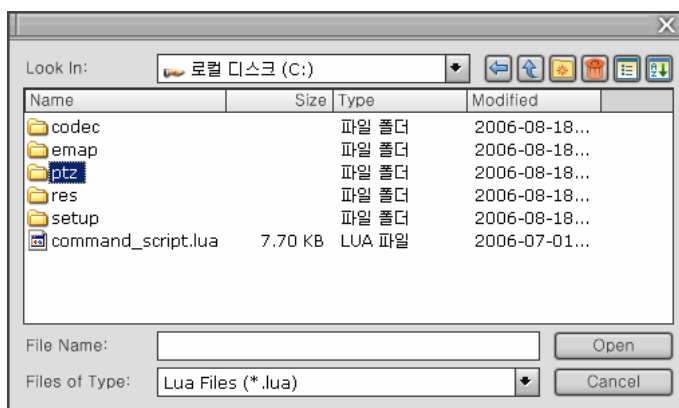 Look In: 로컬 디스크 (C:)
Name Size Type Modified
codec 파일 폴더 2006-08-18...
emap 파일 폴더 2006-08-18...
ptz 파일 폴더 2006-08-18...
res 파일 폴더 2006-08-18...
setup 파일 폴더 2006-08-18...
command_script.lua 7.70 KB LUA 파일 2006-07-01...
File Name: Open
Files of Type: Lua Files (*.lua) Cancel